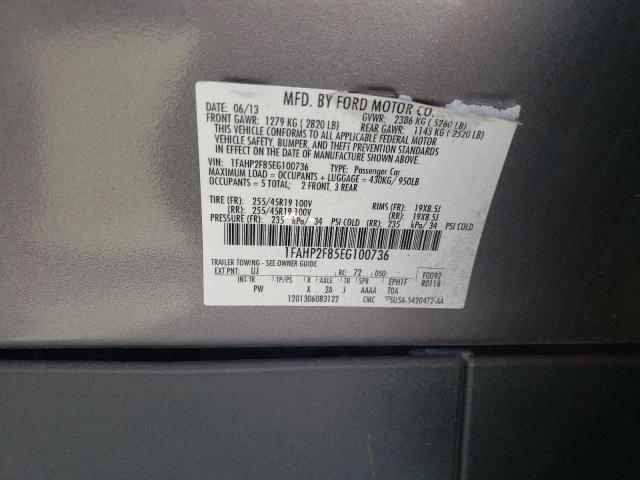 MFD. BY FORD MOTOR CO.
DATE: 06/13 GVWR: 2386 KG ( 5260 LB)
FRONT GAWR: 1279 KG ( 2820 LB) REAR GAWR: 1143 KG ( 2520 LB)
THIS VEHICLE CONFORMS TO ALL APPLICABLE FEDERAL MOTOR
VEHICLE SAFETY, BUMPER, AND THEFT PREVENTION STANDARDS
IN EFFECT ON THE DATE OF MANUFACTURE SHOWN ABOVE.
VIN: 1FAHP2F85EG100736 TYPE: Passenger Car
MAXIMUM LOAD = OCCUPANTS + LUGGAGE = 430KG/ 950LB
OCCUPANTS = 5 TOTAL; 2 FRONT, 3 REAR
TIRE (FR): 255/45R19 100V RIMS (FR): 19X8.5J
(RR): 255/45R19 100V (RR): 19X8.5J
PRESSURE (FR): 235 kPa/ 34 PSI COLD (RR): 235 kPa/ 34 PSI COLD
1FAHP2F85EG100736
TRAILER TOWING - SEE OWNER GUIDE
EXT PNT: UJ RC: 72 DSO: F0092
INT TR TP/PS R AXLE TR SPR EPH1F R0118
PW X 2A J AAAA T0A
1201306083122 CMC 5U5A-5420472-AA